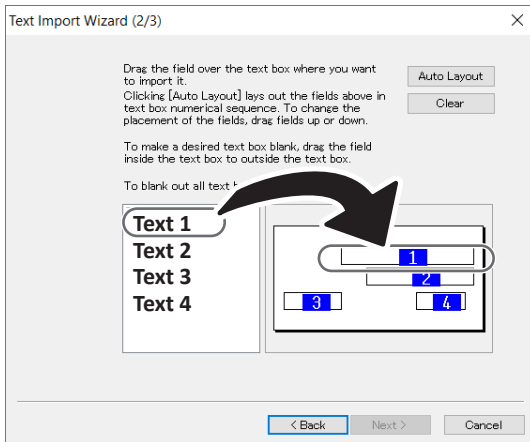 Text Import Wizard (2/3)
Drag the field over the text box where you want
to import it.
Clicking [Auto Layout] lays out the fields above in
text box numerical sequence. To change the
placement of the fields, drag fields up or down.
To make a desired text box blank, drag the field
inside the text box to outside the text box.
To blank out all text
Auto Layout
Clear
Text 1
Text 2
Text 3
Text 4
1
2
3
4
< Back
Next >
Cancel